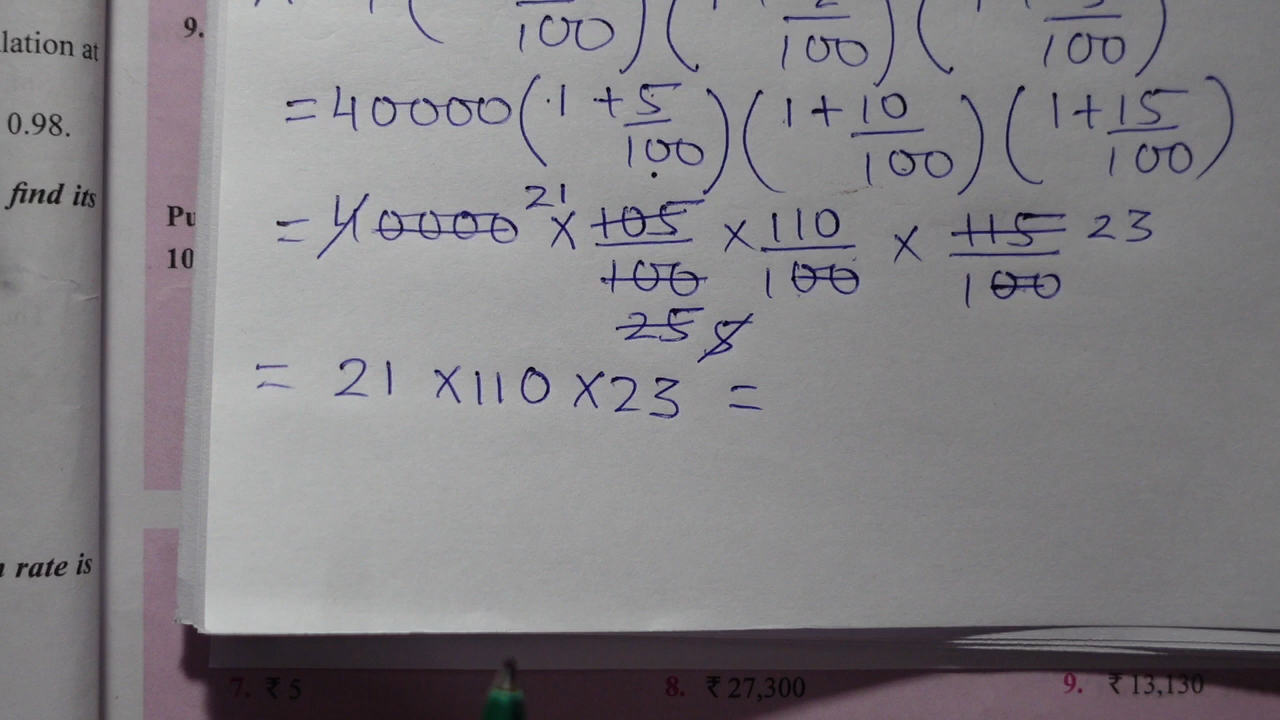 lation at
0.98.
find its
rate is
9.
Pu
10
100 ) ( 100 ) ( 100 )
= 40000 ( 1 + 5/100 ) ( 1 + 10/100 ) ( 1 + 15/100 )
= 40000 21 × 105/100 × 110/100 × 115/100 23
25 5
= 21 × 110 × 23 =
7. ₹ 5 8. ₹ 27,300 9. ₹ 13,130